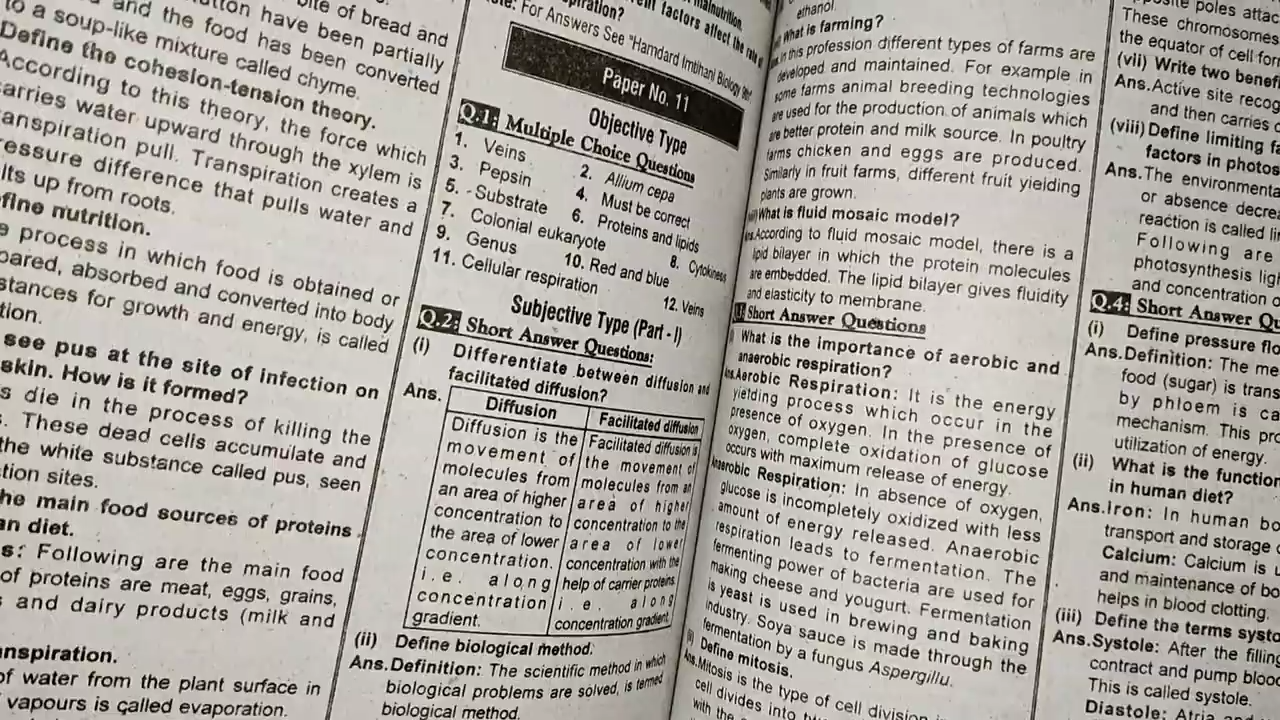 bite of bread and
mutton have been partially
and the food has been converted
to a soup-like mixture called chyme.
Define the cohesion-tension theory.
According to this theory, the force which
carries water upward through the xylem is
transpiration pull. Transpiration creates a
pressure difference that pulls water and
lts up from roots.
fine nutrition.
e process in which food is obtained or
pared, absorbed and converted into body
stances for growth and energy, is called
tion.
see pus at the site of infection on
skin. How is it formed?
s die in the process of killing the
s. These dead cells accumulate and
the white substance called pus, seen
tion sites.
he main food sources of proteins
an diet.
s: Following are the main food
of proteins are meat, eggs, grains,
s and dairy products (milk and
nspiration.
of water from the plant surface in
vapours is called evaporation.
malnutrition.
factors affect the
piration?
For Answers See "Hamdard Imtihani Biology
Paper No. 11
Objective Type
Q.1: Multiple Choice Questions
1. Veins 2. Allium cepa
3. Pepsin 4. Must be correct
5. Substrate 6. Proteins and lipids
7. Colonial eukaryote 8. Cytokinesis
9. Genus 10. Red and blue
11. Cellular respiration 12. Veins
Subjective Type (Part - I)
Q.2: Short Answer Questions:
(i) Differentiate between diffusion and
facilitated diffusion?
Ans.
Diffusion
Diffusion is the
movement of
molecules from
an area of higher
concentration to
the area of lower
concentration.
i.e. along
concentration
gradient.
Facilitated diffusion
Facilitated diffusion is
the movement of
molecules from an
area of higher
concentration to the
area of lower
concentration with the
help of carrier proteins.
i.e. along
concentration gradient.
(ii) Define biological method.
Ans.Definition: The scientific method in which
biological problems are solved, is termed
biological method.
ethanol.
What is farming?
In this profession different types of farms are
developed and maintained. For example in
some farms animal breeding technologies
are used for the production of animals which
are better protein and milk source. In poultry
farms chicken and eggs are produced.
Similarly in fruit farms, different fruit yielding
plants are grown.
What is fluid mosaic model?
According to fluid mosaic model, there is a
lipid bilayer in which the protein molecules
are embedded. The lipid bilayer gives fluidity
and elasticity to membrane.
Short Answer Questions
What is the importance of aerobic and
anaerobic respiration?
Ans.Aerobic Respiration: It is the energy
yielding process which occur in the
presence of oxygen. In the presence of
oxygen, complete oxidation of glucose
occurs with maximum release of energy.
Anaerobic Respiration: In absence of oxygen,
glucose is incompletely oxidized with less
amount of energy released. Anaerobic
respiration leads to fermentation. The
fermenting power of bacteria are used for
making cheese and yougurt. Fermentation
is yeast is used in brewing and baking
industry. Soya sauce is made through the
fermentation by a fungus Aspergillu.
Define mitosis.
Ans.Mitosis is the type of cell division
cell divides into
with the
poles attac
These chromosomes
the equator of cell for
(vii) Write two benef
Ans.Active site recog
and then carries
(viii) Define limiting fa
factors in photos
Ans.The environmenta
or absence decre
reaction is called li
Following are
photosynthesis lig
and concentration o
Q.4: Short Answer Qu
(i) Define pressure flo
Ans.Definition: The me
food (sugar) is trans
by phloem is ca
mechanism. This pro
utilization of energy.
(ii) What is the function
in human diet?
Ans.Iron: In human bo
transport and storage o
Calcium: Calcium is u
and maintenance of bo
helps in blood clotting.
(iii) Define the terms systo
Ans.Systole: After the filling
contract and pump blood
This is called systole.
Diastole: Atria and